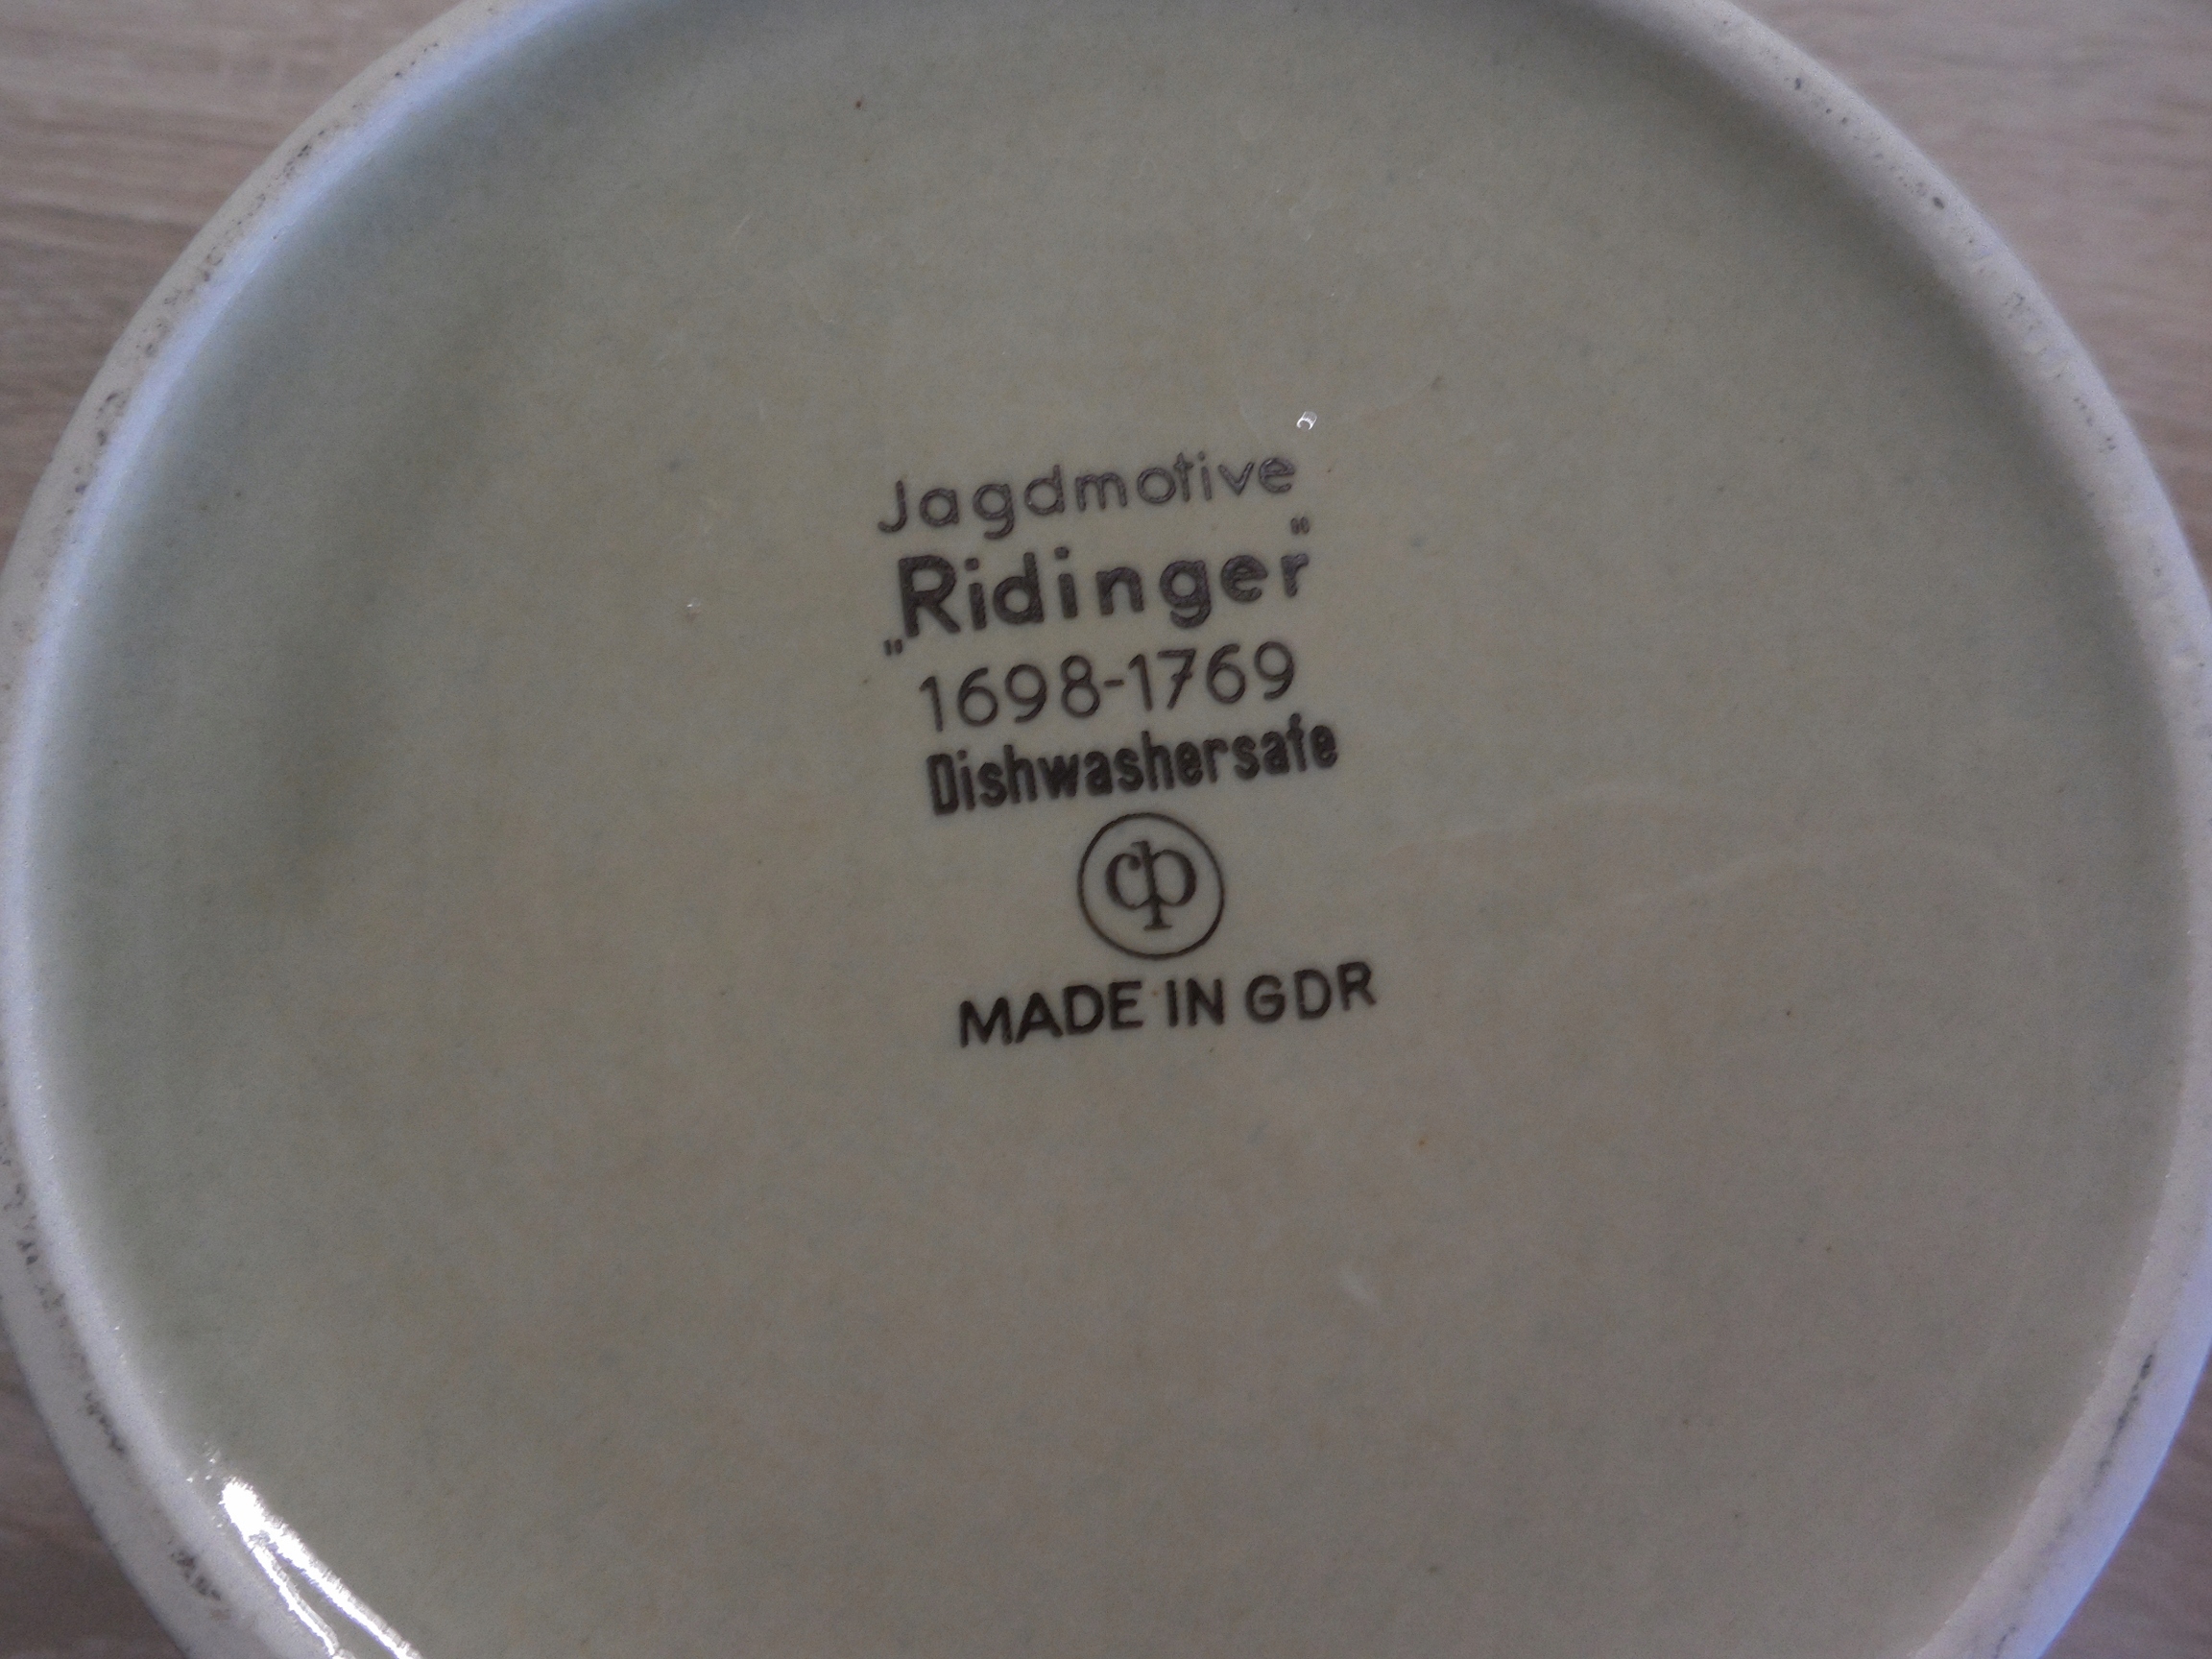 Jagdmotive
„Ridinger“
1698-1769
Dishwashersafe
cp
MADE IN GDR